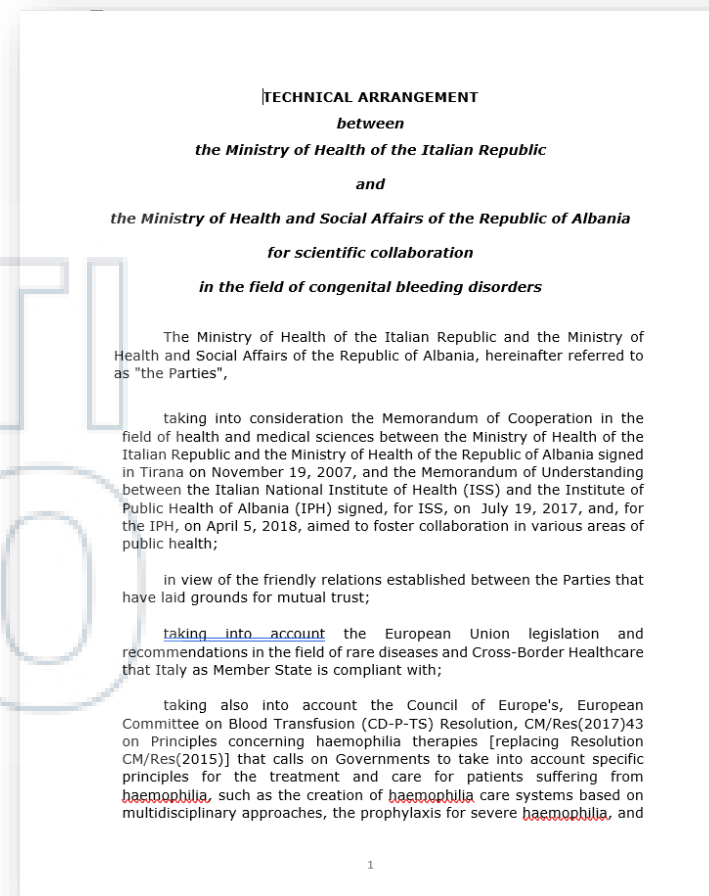 TECHNICAL ARRANGEMENT
between
the Ministry of Health of the Italian Republic
and
the Ministry of Health and Social Affairs of the Republic of Albania
for scientific collaboration
in the field of congenital bleeding disorders
The Ministry of Health of the Italian Republic and the Ministry of
Health and Social Affairs of the Republic of Albania, hereinafter referred to
as "the Parties",
taking into consideration the Memorandum of Cooperation in the
field of health and medical sciences between the Ministry of Health of the
Italian Republic and the Ministry of Health of the Republic of Albania signed
in Tirana on November 19, 2007, and the Memorandum of Understanding
between the Italian National Institute of Health (ISS) and the Institute of
Public Health of Albania (IPH) signed, for ISS, on July 19, 2017, and, for
the IPH, on April 5, 2018, aimed to foster collaboration in various areas of
public health;
in view of the friendly relations established between the Parties that
have laid grounds for mutual trust;
taking into account the European Union legislation and
recommendations in the field of rare diseases and Cross-Border Healthcare
that Italy as Member State is compliant with;
taking also into account the Council of Europe's, European
Committee on Blood Transfusion (CD-P-TS) Resolution, CM/Res(2017)43
on Principles concerning haemophilia therapies [replacing Resolution
CM/Res(2015)] that calls on Governments to take into account specific
principles for the treatment and care for patients suffering from
haemophilia, such as the creation of haemophilia care systems based on
multidisciplinary approaches, the prophylaxis for severe haemophilia, and
1
TI
O